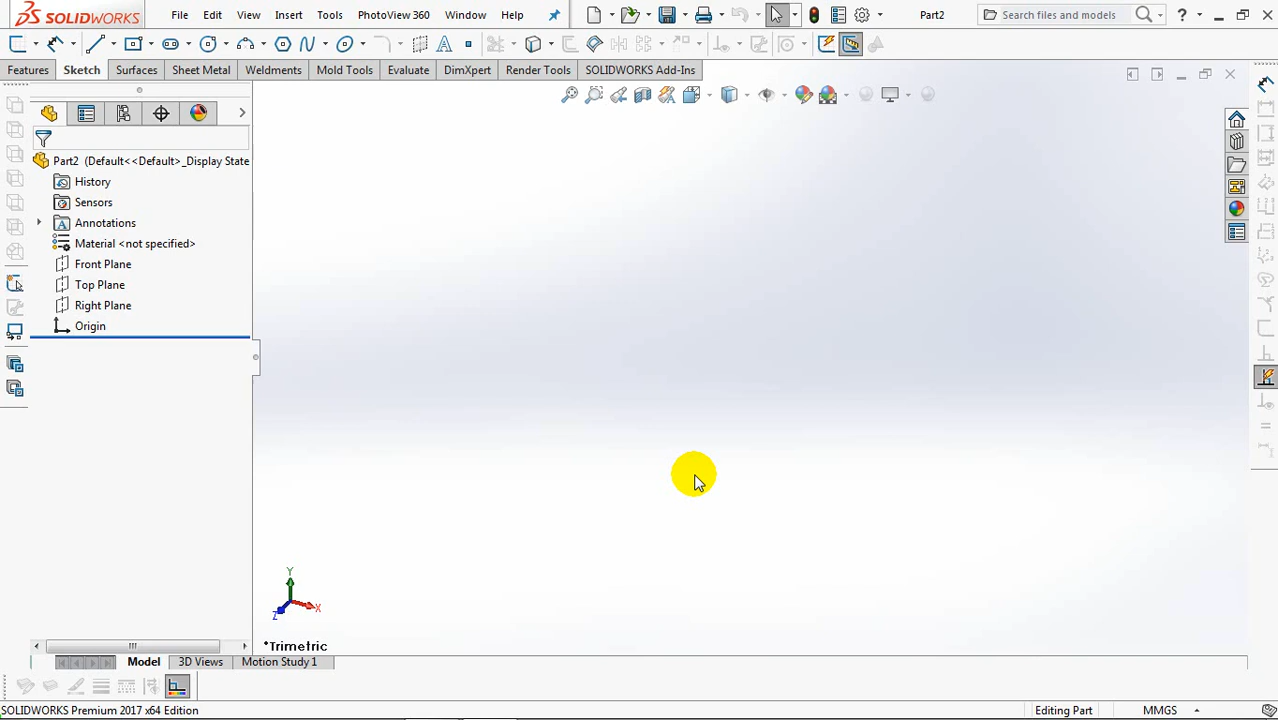 SOLIDWORKS File Edit View Insert Tools PhotoView 360 Window Help Part2 Search files and models ?
Features Sketch Surfaces Sheet Metal Weldments Mold Tools Evaluate DimXpert Render Tools SOLIDWORKS Add-Ins
Part2 (Default<<Default>_Display State
History
Sensors
Annotations
Material <not specified>
Front Plane
Top Plane
Right Plane
Origin
Y
X
Z
*Trimetric
Model 3D Views Motion Study 1
SOLIDWORKS Premium 2017 x64 Edition Editing Part MMGS